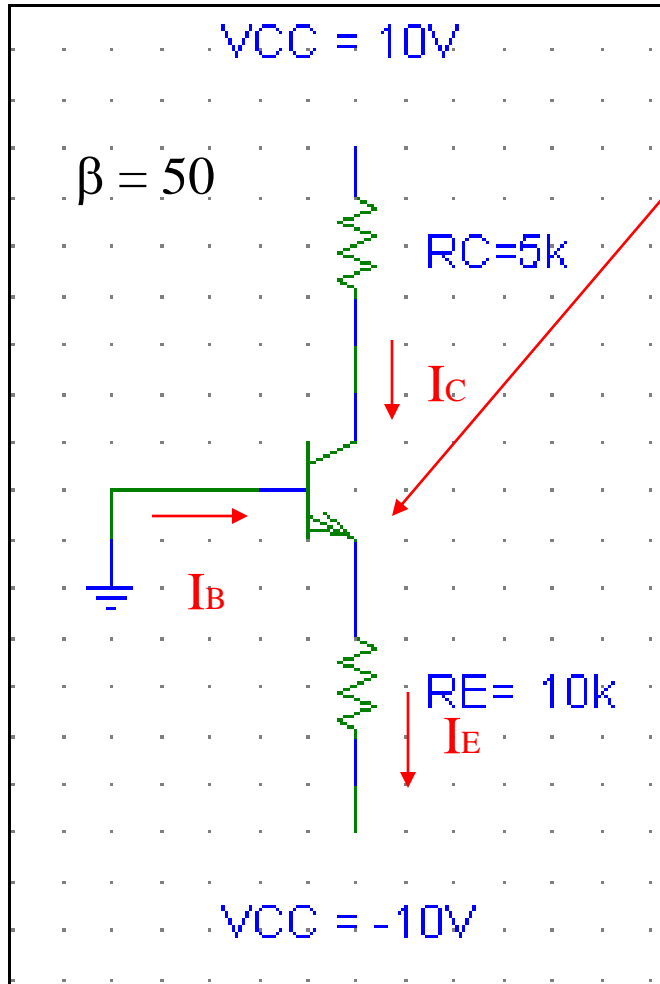 VCC = 10V
β = 50
RC=5k
IC
IB
RE= 10k
IE
VCC = -10V